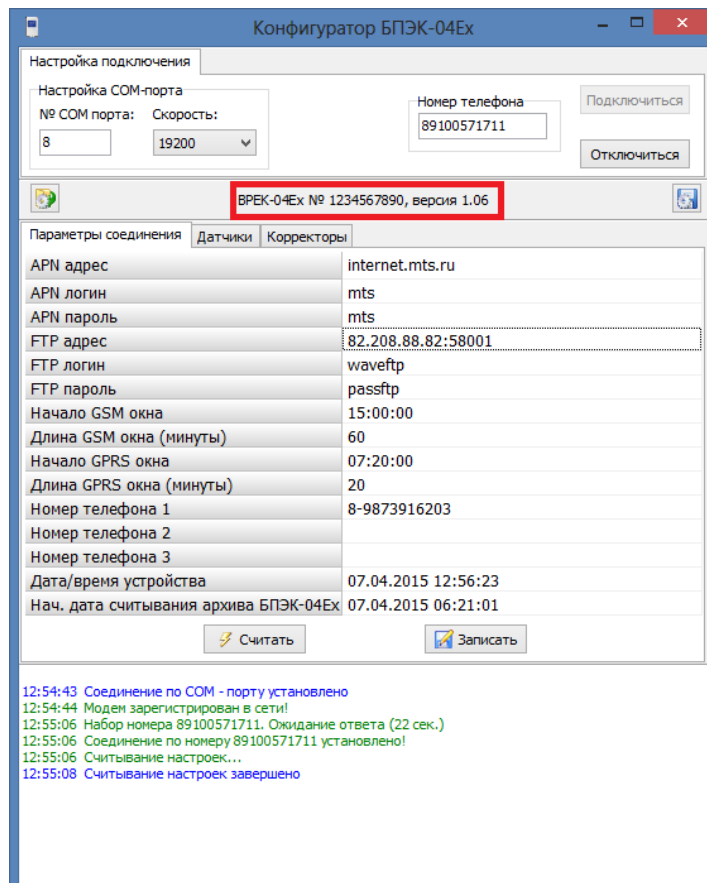 Конфигуратор БПЭК-04Ex
Настройка подключения
Настройка COM-порта
Номер телефона
Подключиться
№ COM порта: Скорость:
89100571711
8 19200
Отключиться
BPEK-04Ex № 1234567890, версия 1.06
Параметры соединения Датчики Корректоры
APN адрес internet.mts.ru
APN логин mts
APN пароль mts
FTP адрес 82.208.88.82:58001
FTP логин waveftp
FTP пароль passftp
Начало GSM окна 15:00:00
Длина GSM окна (минуты) 60
Начало GPRS окна 07:20:00
Длина GPRS окна (минуты) 20
Номер телефона 1 8-9873916203
Номер телефона 2
Номер телефона 3
Дата/время устройства 07.04.2015 12:56:23
Нач. дата считывания архива БПЭК-04Ex 07.04.2015 06:21:01
Считать Записать
12:54:43 Соединение по COM - порту установлено
12:54:44 Модем зарегистрирован в сети!
12:55:06 Набор номера 89100571711. Ожидание ответа (22 сек.)
12:55:06 Соединение по номеру 89100571711 установлено!
12:55:06 Считывание настроек...
12:55:08 Считывание настроек завершено